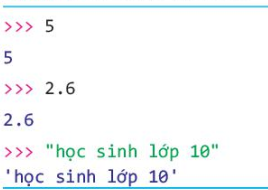 >>> 5
5
>>> 2.6
2.6
>>> "học sinh lớp 10"
'học sinh lớp 10'